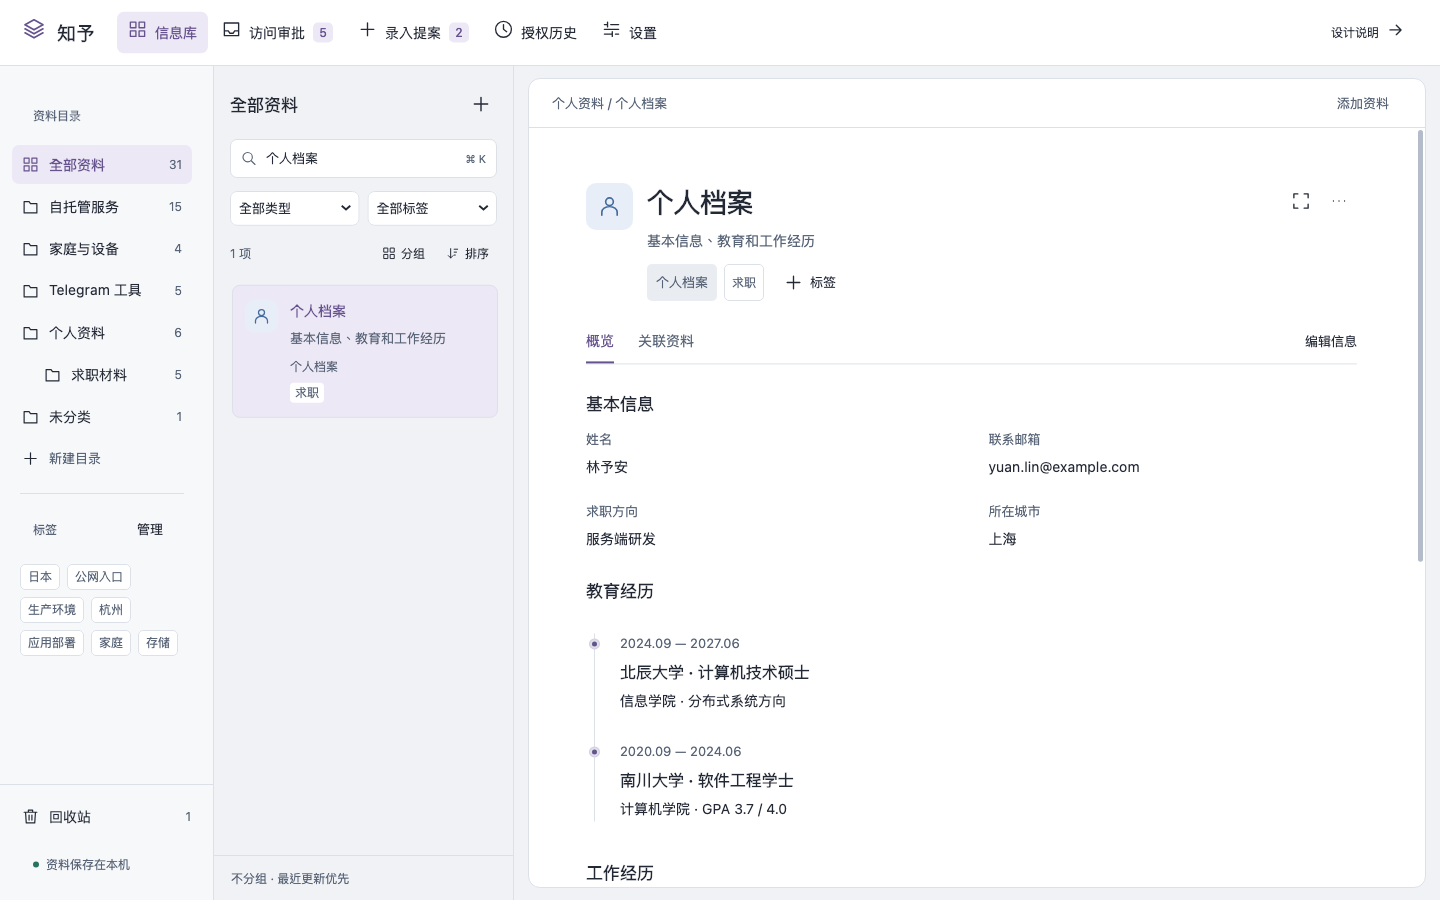 知予
信息库
访问审批 5
录入提案 2
授权历史
设置
设计说明
资料目录
全部资料 31
自托管服务 15
家庭与设备 4
Telegram 工具 5
个人资料 6
求职材料 5
未分类 1
新建目录
标签 管理
日本 公网入口
生产环境 杭州
应用部署 家庭 存储
回收站 1
资料保存在本机
全部资料
个人档案 ⌘ K
全部类型 全部标签
1 项 分组 排序
个人档案
基本信息、教育和工作经历
个人档案
求职
不分组 · 最近更新优先
个人资料 / 个人档案 添加资料
个人档案
···
基本信息、教育和工作经历
个人档案 求职 标签
概览 关联资料 编辑信息
基本信息
姓名 联系邮箱
林予安 yuan.lin@example.com
求职方向 所在城市
服务端研发 上海
教育经历
2024.09 — 2027.06
北辰大学 · 计算机技术硕士
信息学院 · 分布式系统方向
2020.09 — 2024.06
南川大学 · 软件工程学士
计算机学院 · GPA 3.7 / 4.0
工作经历